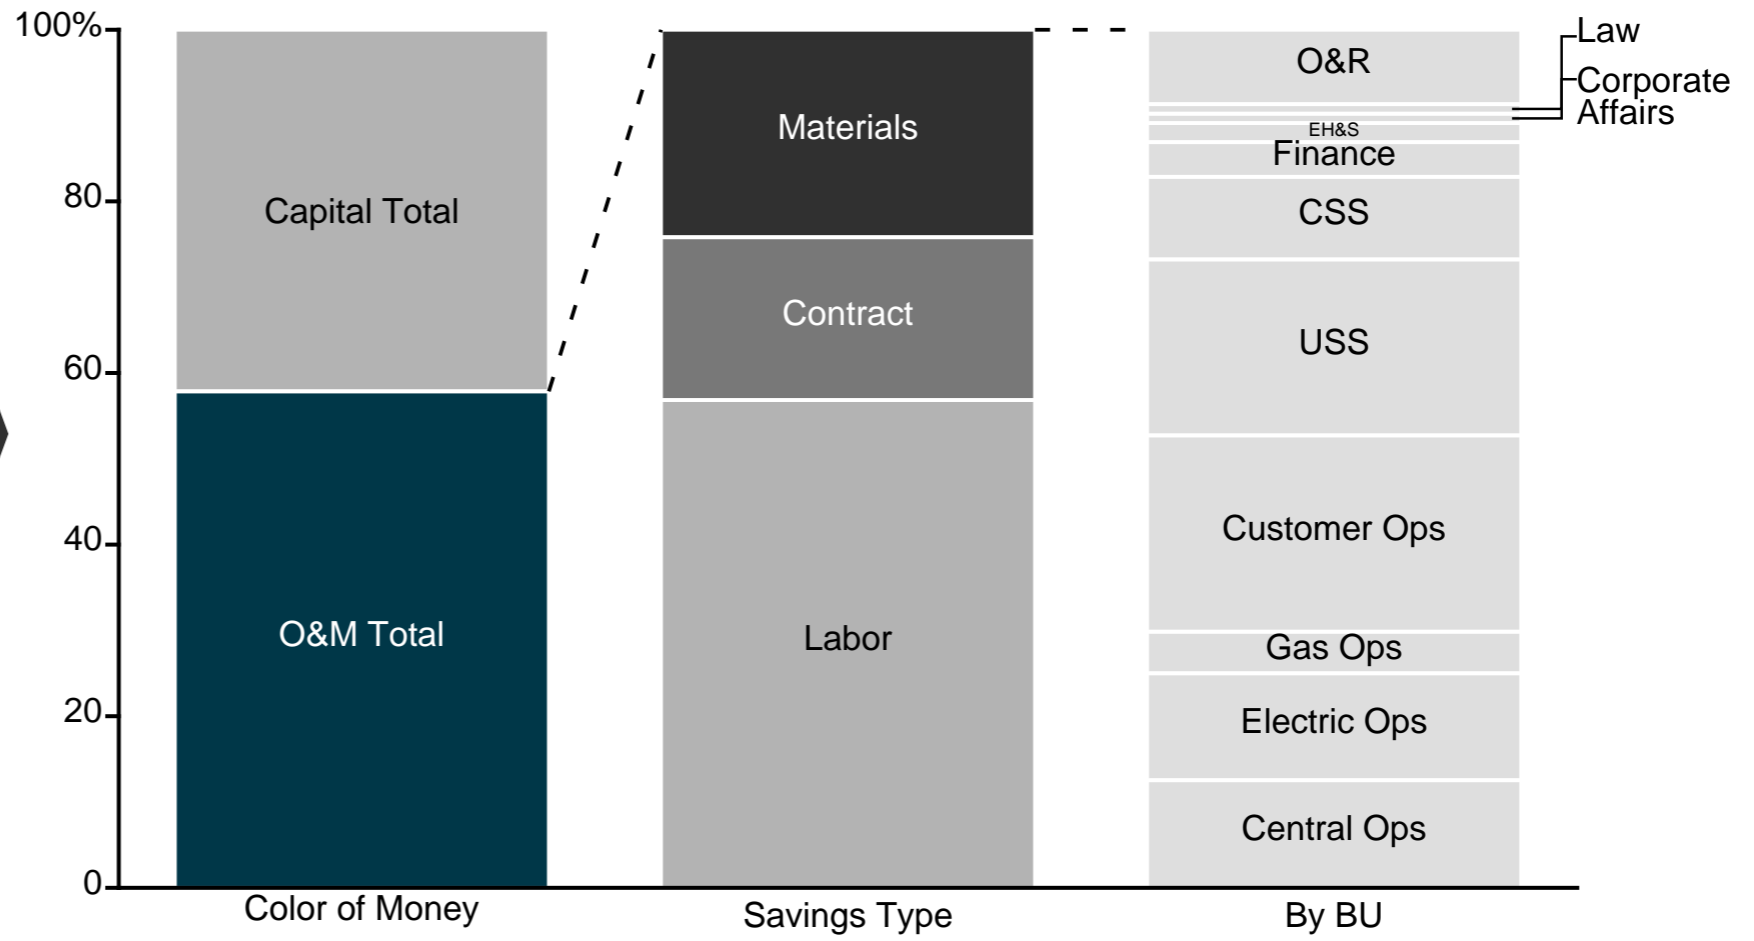 100%
80
60
40
20
0
Capital Total
O&M Total
Color of Money
Materials
Contract
Labor
Savings Type
O&R
Law
Corporate
Affairs
EH&S
Finance
CSS
USS
Customer Ops
Gas Ops
Electric Ops
Central Ops
By BU